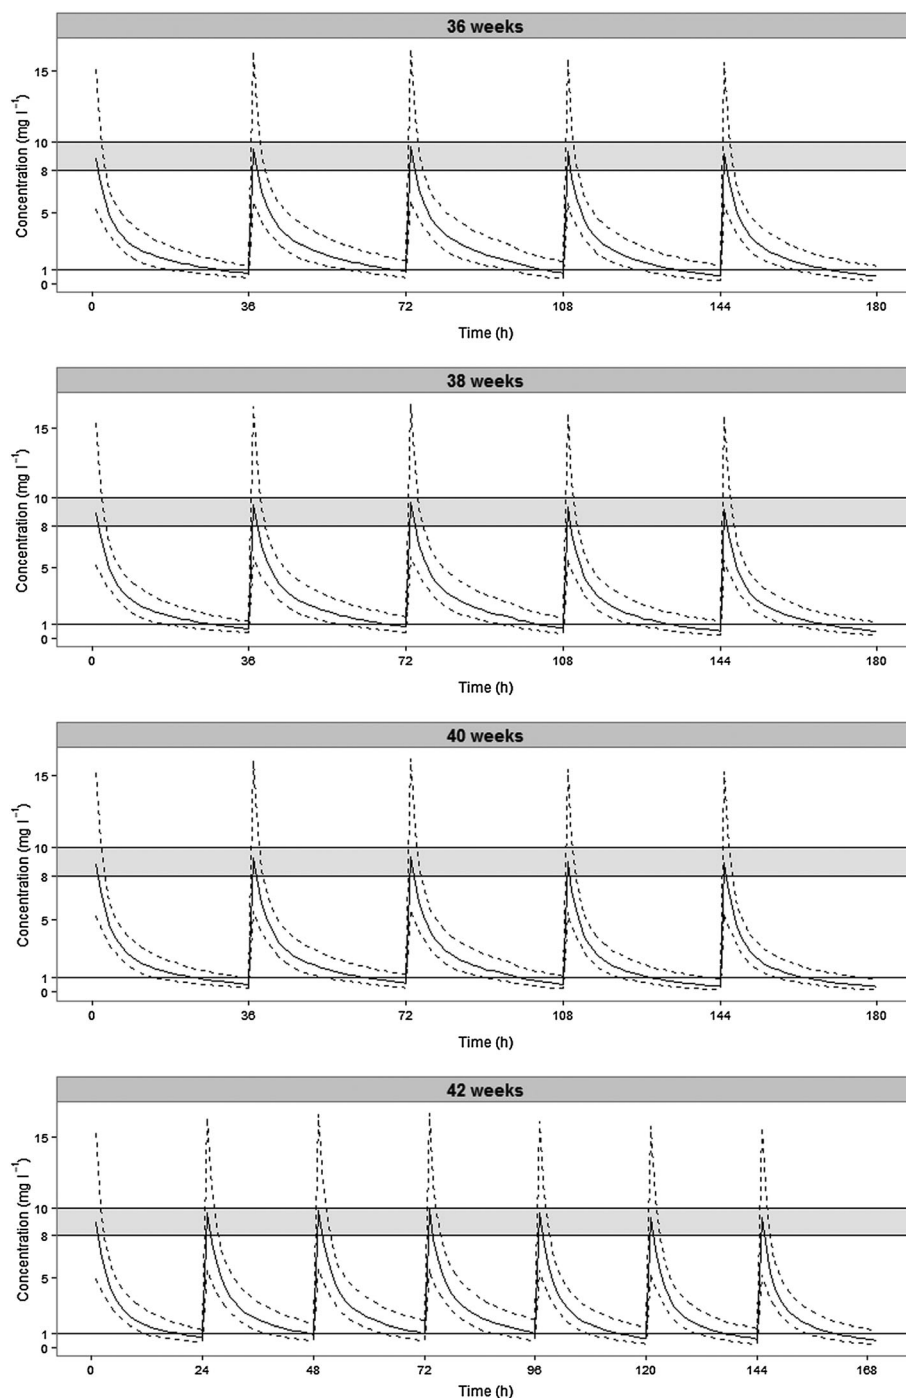 36 weeks
Concentration (mg l⁻¹)
15
10
8
5
1
0
0 36 72 108 144 180
Time (h)
38 weeks
Concentration (mg l⁻¹)
15
10
8
5
1
0
0 36 72 108 144 180
Time (h)
40 weeks
Concentration (mg l⁻¹)
15
10
8
5
1
0
0 36 72 108 144 180
Time (h)
42 weeks
Concentration (mg l⁻¹)
15
10
8
5
1
0
0 24 48 72 96 120 144 168
Time (h)